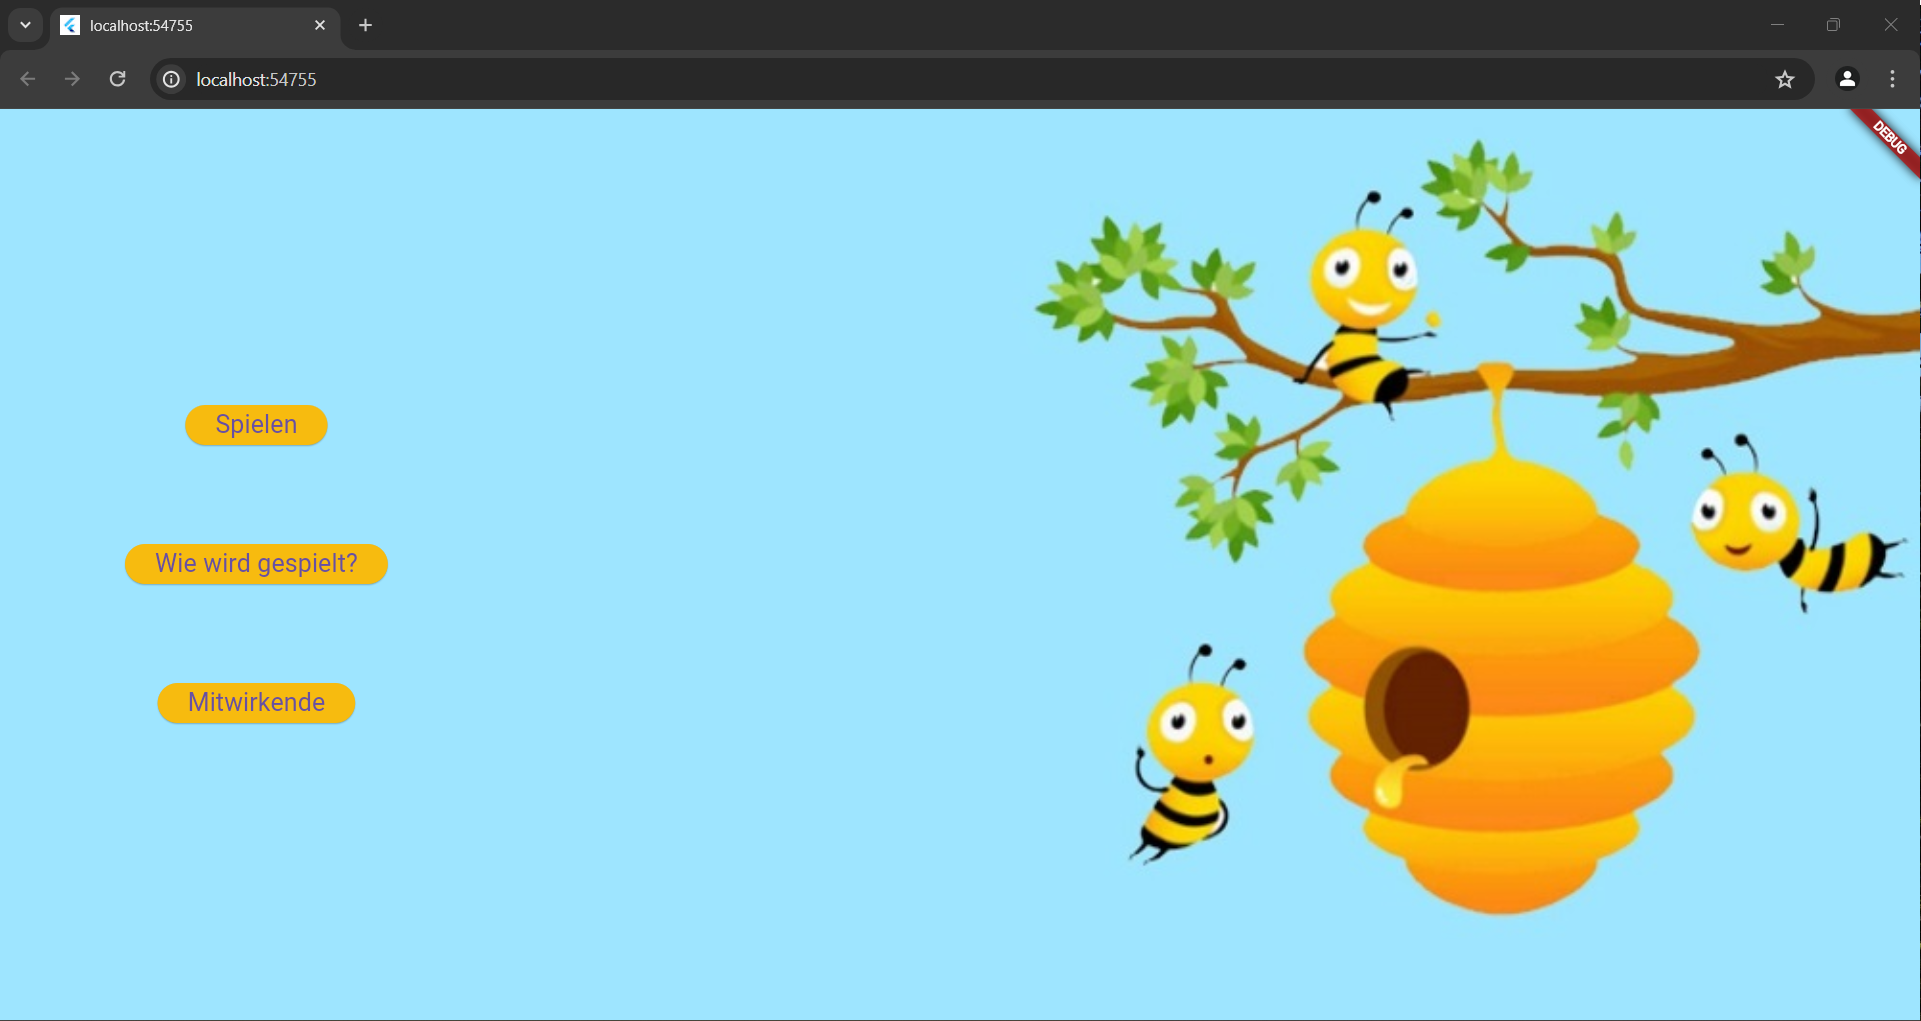 localhost:54755
localhost:54755
DEBUG
Spielen
Wie wird gespielt?
Mitwirkende